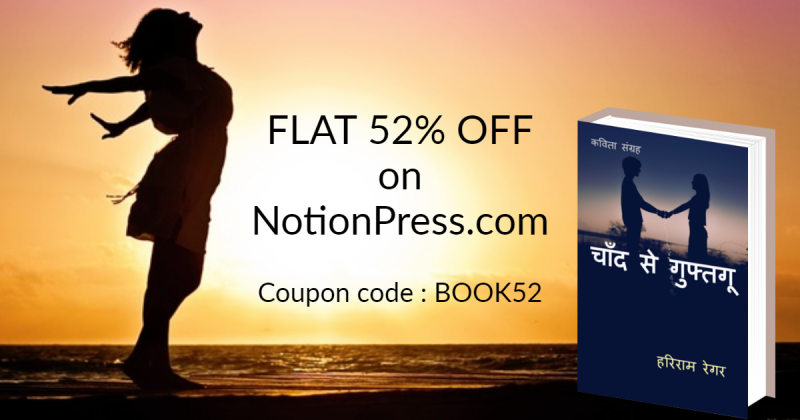 FLAT 52% OFF
on
NotionPress.com
Coupon code : BOOK52
कविता संग्रह
चाँद से गुफ्तगू
हरिराम रेगर